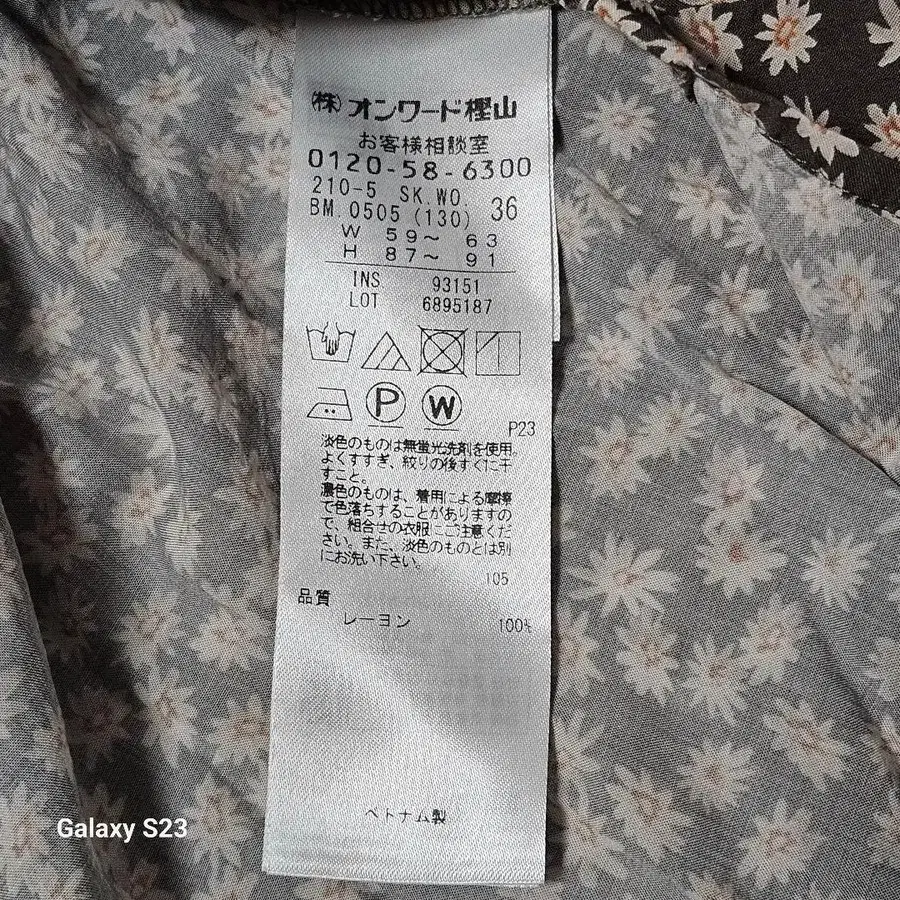 (株)オンワード樫山
お客様相談室
0120-58-6300
210-5 SK.WO. 36
BM.0505 (130)
W 59~ 63
H 87~ 91
INS 93151
LOT 6895187
P W
P23
淡色のものは無蛍光洗剤を使用。
よくすすぎ、絞りの後すぐに干
すこと。
濃色のものは、着用による摩擦
で色落ちすることがありますの
で、組合せの衣服にご注意くだ
さい。また、淡色のものとは別
にお洗い下さい。
105
品質
レーヨン 100%
ベトナム製
Galaxy S23